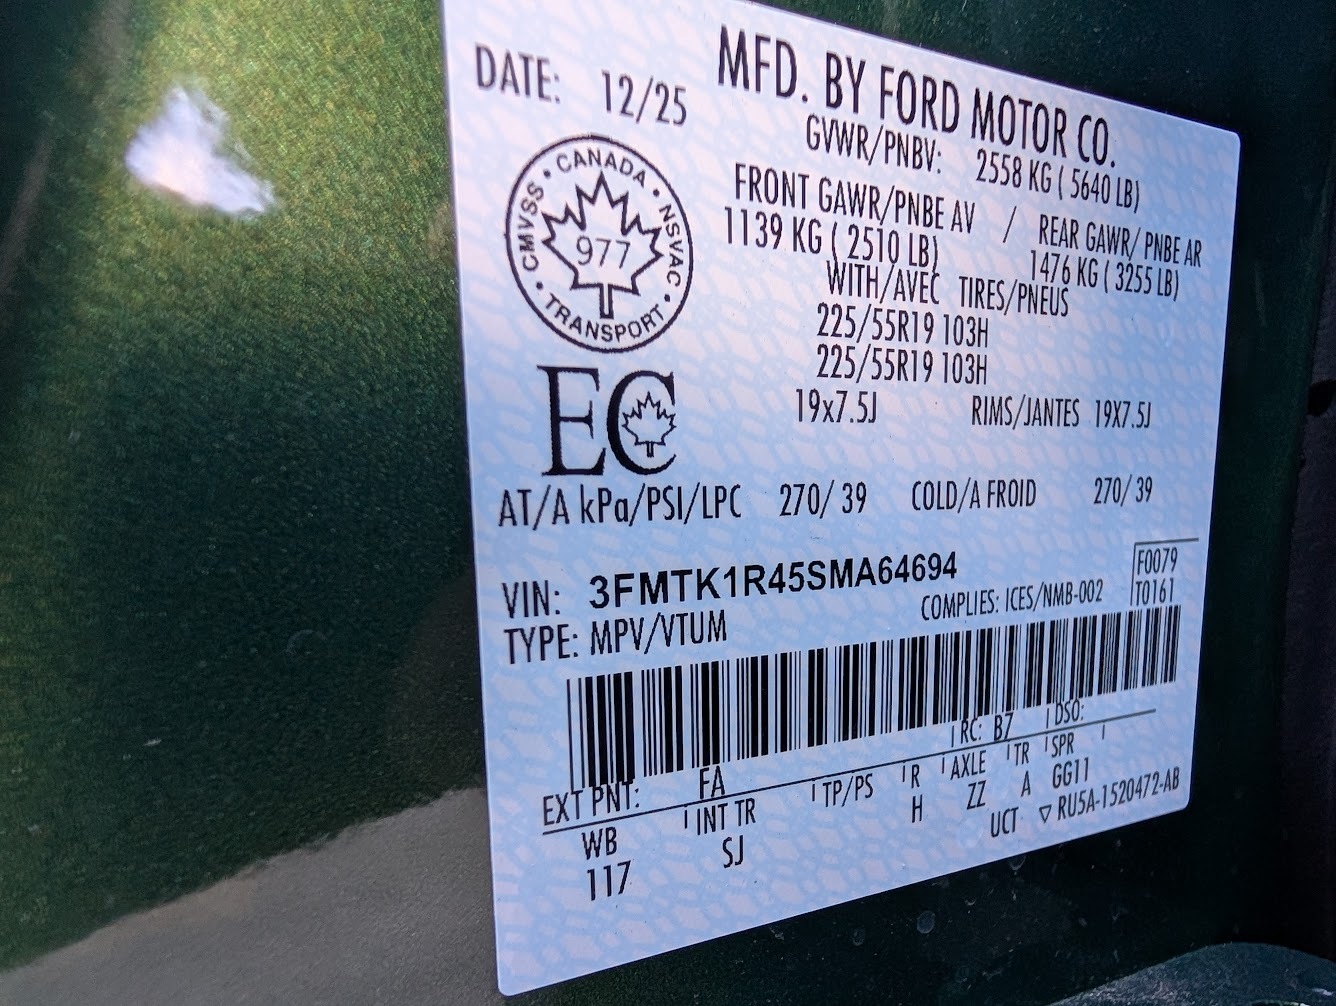 DATE: 12/25
MFD. BY FORD MOTOR CO.
GVWR/PNBV: 2558 KG ( 5640 LB)
FRONT GAWR/PNBE AV / REAR GAWR/ PNBE AR
1139 KG ( 2510 LB) 1476 KG ( 3255 LB)
WITH/AVEC TIRES/PNEUS
225/55R19 103H
225/55R19 103H
19x7.5J RIMS/JANTES 19X7.5J
CANADA • NSVAC • TRANSPORT • CMVSS •
977
EC
AT/A kPa/PSI/LPC 270/ 39 COLD/A FROID 270/ 39
VIN: 3FMTK1R45SMA64694
F0079
TYPE: MPV/VTUM COMPLIES: ICES/NMB-002 T0161
EXT PNT: FA RC: B7 DSO:
WB INT TR TP/PS R AXLE TR SPR
117 SJ H ZZ A GG11
UCT ▽ RU5A-1520472-AB